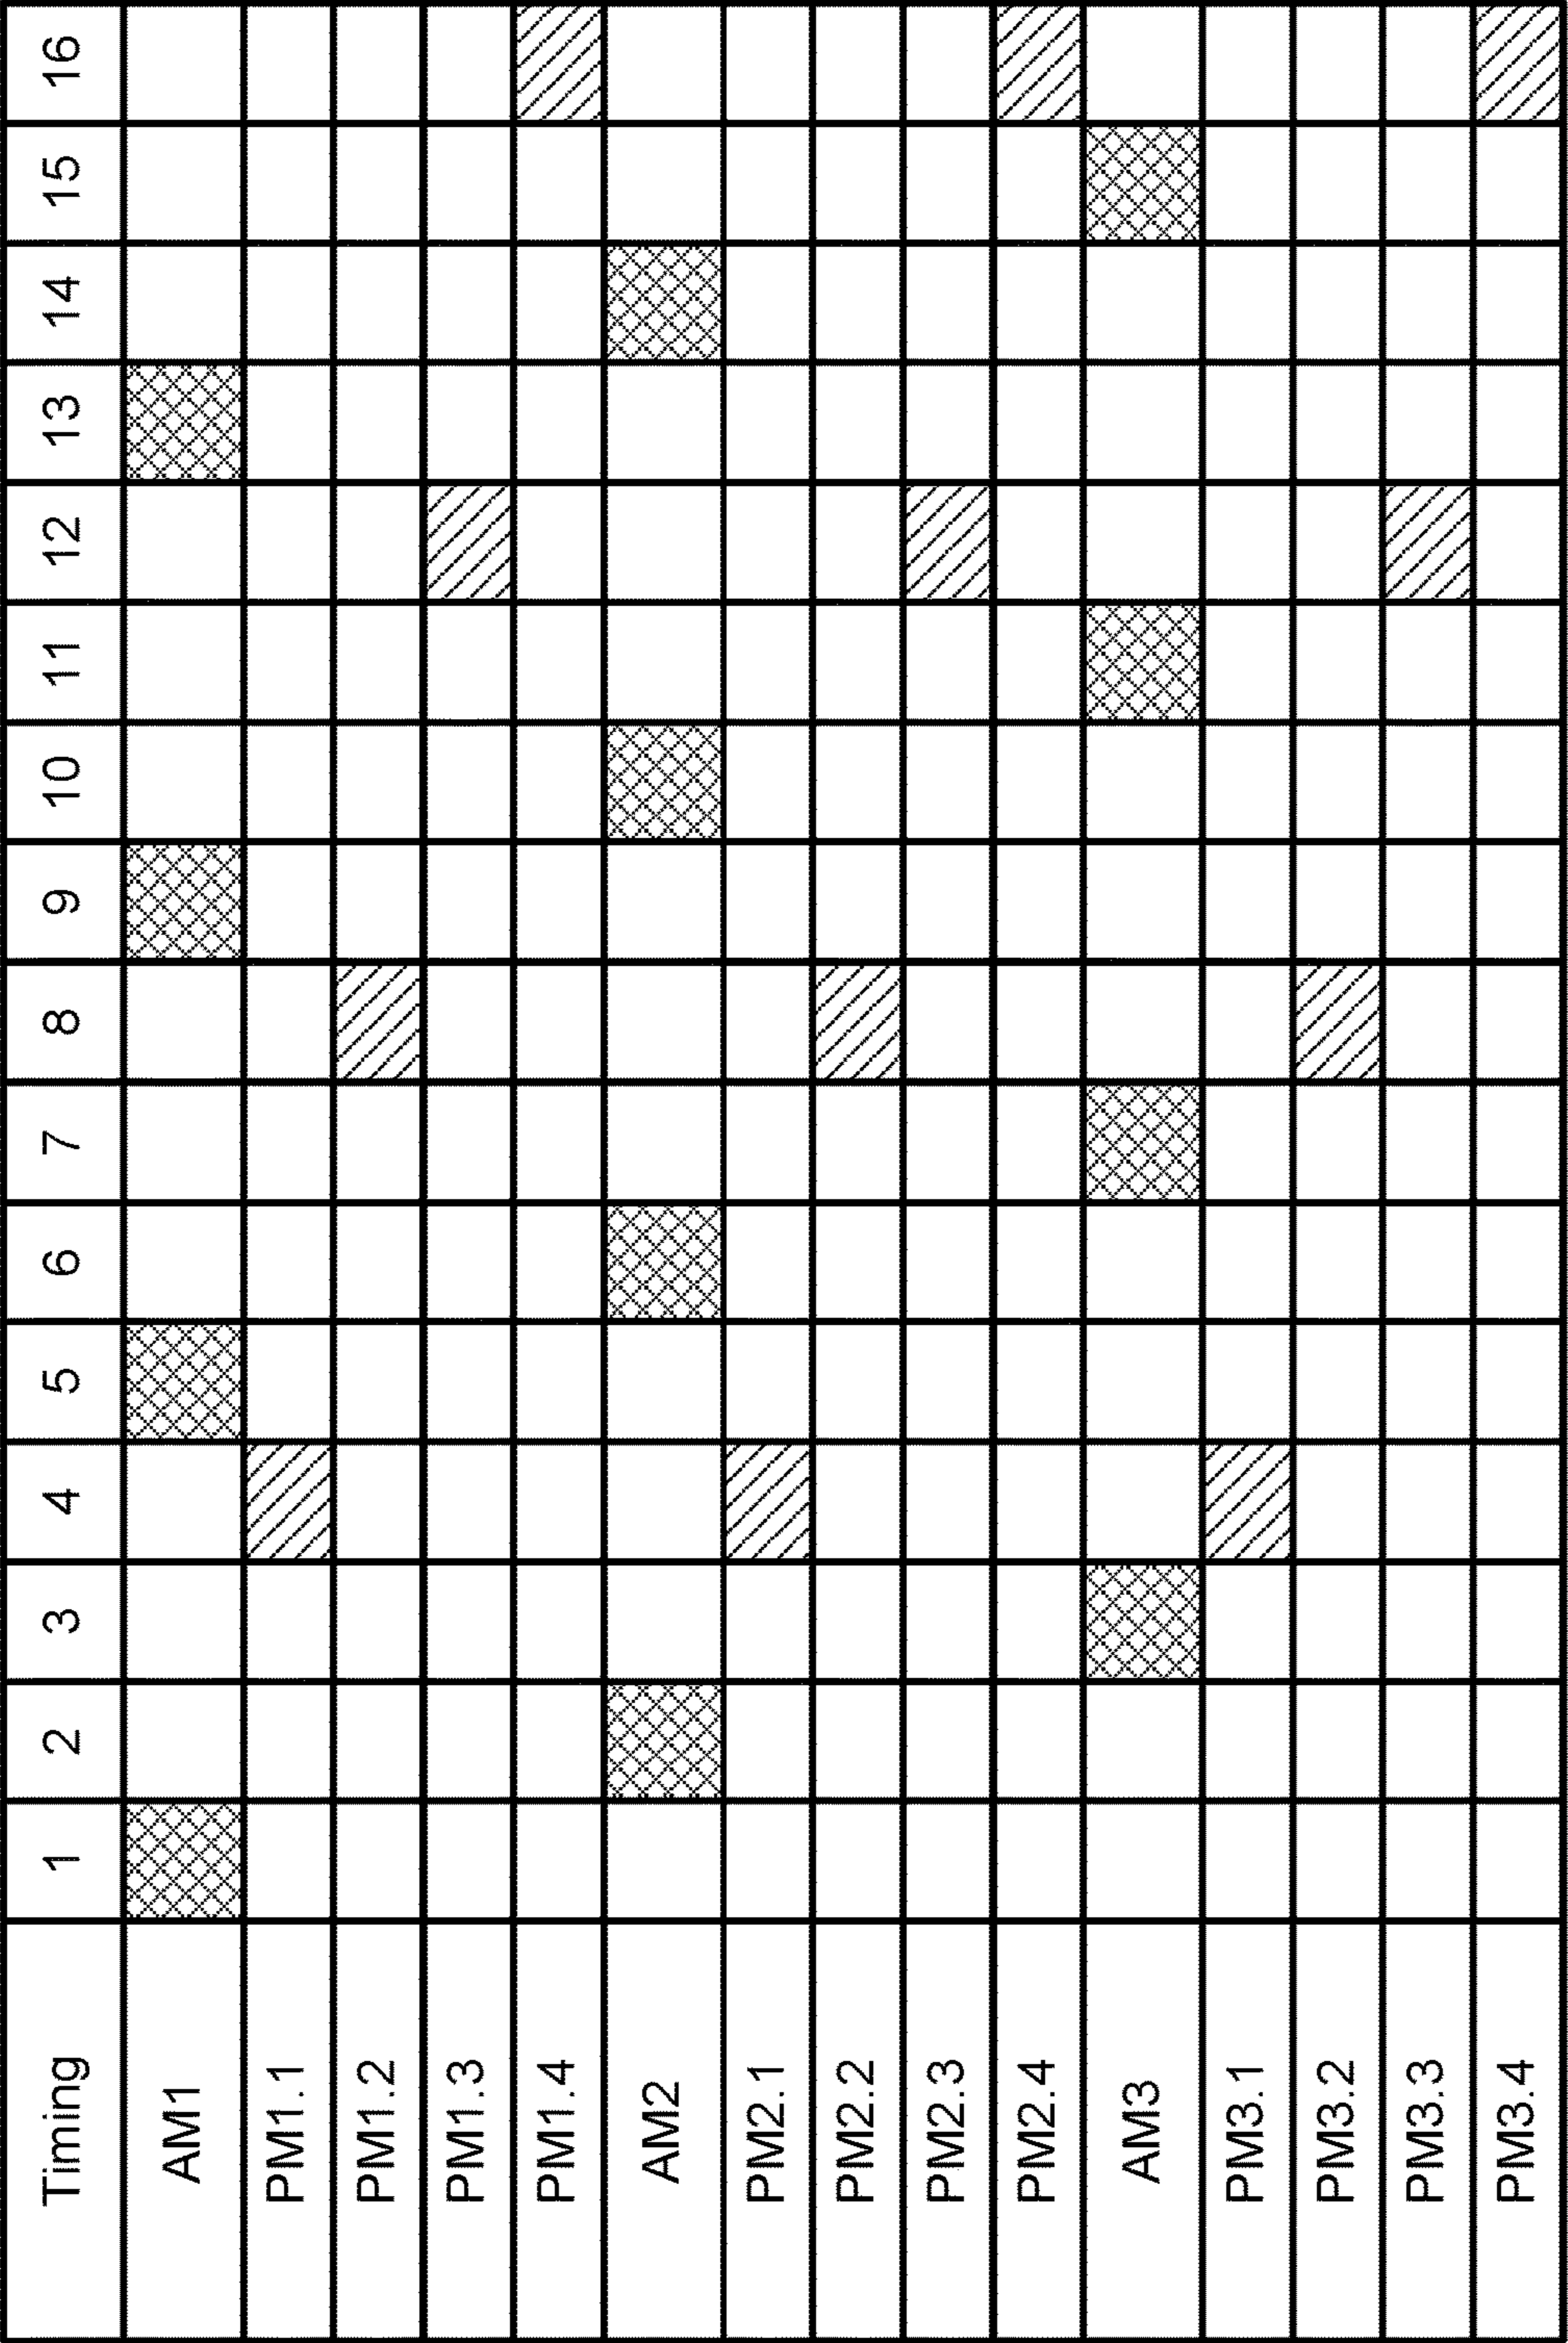 Timing 1 2 3 4 5 6 7 8 9 10 11 12 13 14 15 16
AM1
PM1.1
PM1.2
PM1.3
PM1.4
AM2
PM2.1
PM2.2
PM2.3
PM2.4
AM3
PM3.1
PM3.2
PM3.3
PM3.4